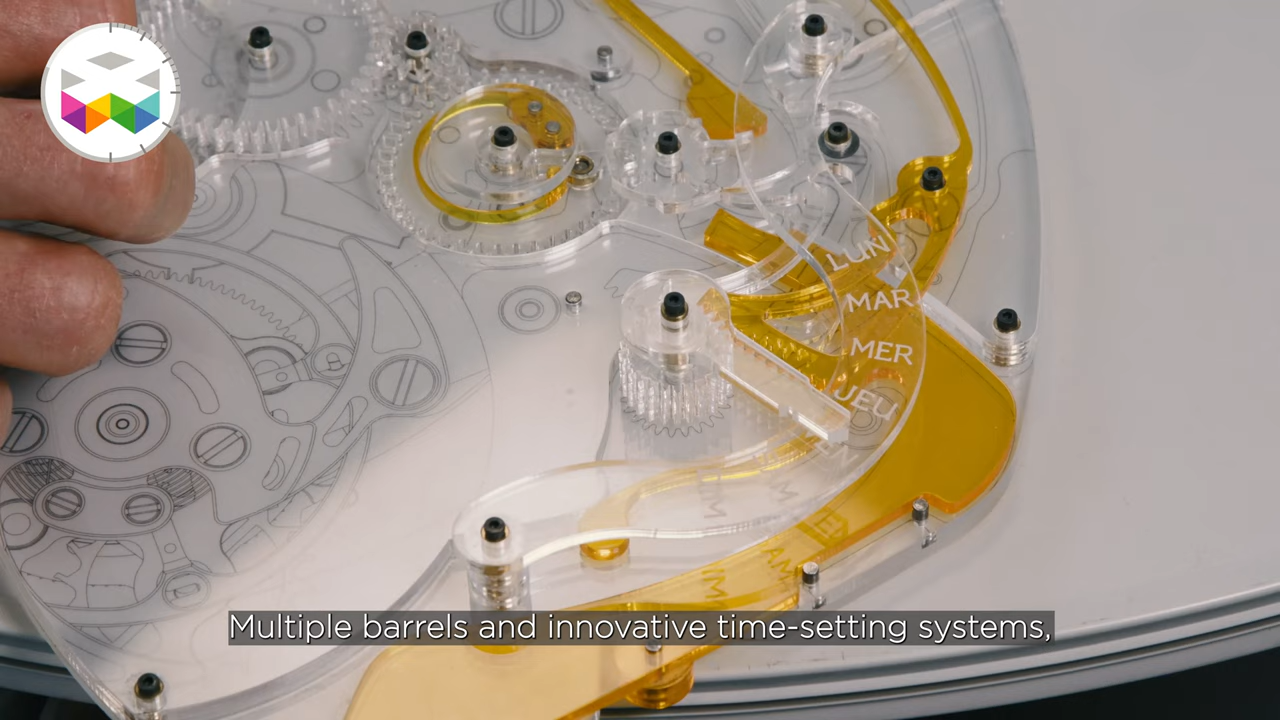 LUN
MAR
MER
JEU
Multiple barrels and innovative time-setting systems,